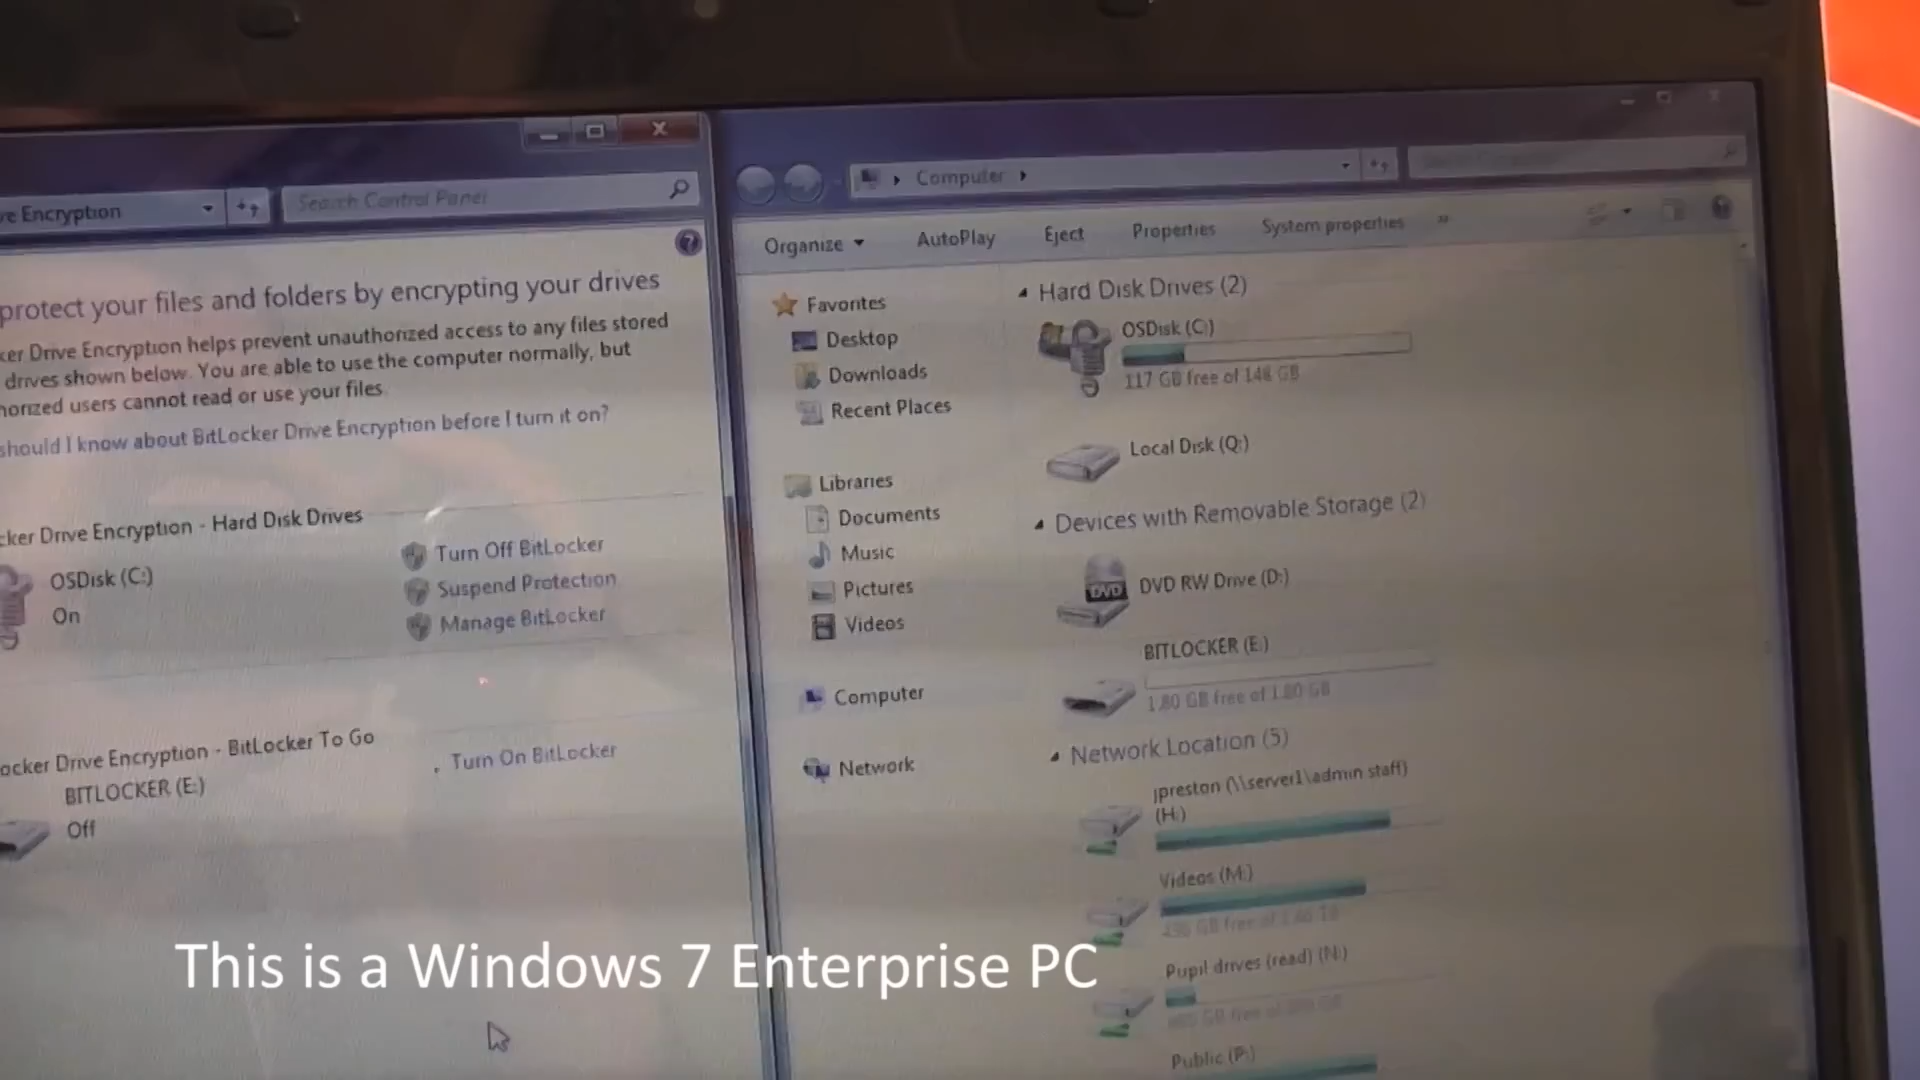 ve Encryption
Search Control Panel
protect your files and folders by encrypting your drives
ker Drive Encryption helps prevent unauthorized access to any files stored
drives shown below. You are able to use the computer normally, but
horized users cannot read or use your files.
should I know about BitLocker Drive Encryption before I turn it on?
cker Drive Encryption - Hard Disk Drives
OSDisk (C:)
On
Turn Off BitLocker
Suspend Protection
Manage BitLocker
ocker Drive Encryption - BitLocker To Go
BITLOCKER (E:)
Off
Turn On BitLocker
Computer
Organize
AutoPlay
Eject
Properties
System properties
»
Favorites
Desktop
Downloads
Recent Places
Libraries
Documents
Music
Pictures
Videos
Computer
Network
Hard Disk Drives (2)
OSDisk (C:)
117 GB free of 148 GB
Local Disk (Q:)
Devices with Removable Storage (2)
DVD
DVD RW Drive (D:)
BITLOCKER (E:)
1.80 GB free of 1.80 GB
Network Location (5)
jpreston (\\server1\admin staff)
(H:)
Videos (M:)
Pupil drives (read) (N:)
Public (P:)
This is a Windows 7 Enterprise PC